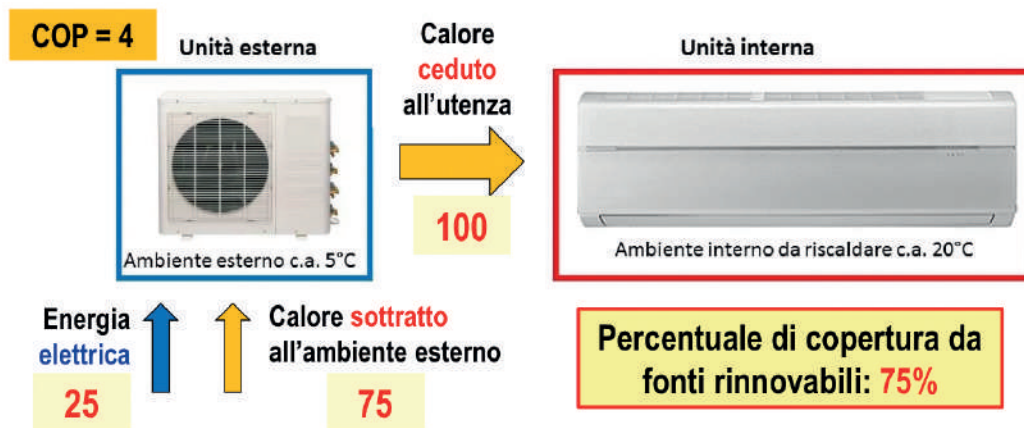 COP = 4
Unità esterna
Calore
ceduto
all'utenza
100
Unità interna
Ambiente esterno c.a. 5°C
Ambiente interno da riscaldare c.a. 20°C
Energia
elettrica
25
Calore sottratto
all'ambiente esterno
75
Percentuale di copertura da
fonti rinnovabili: 75%